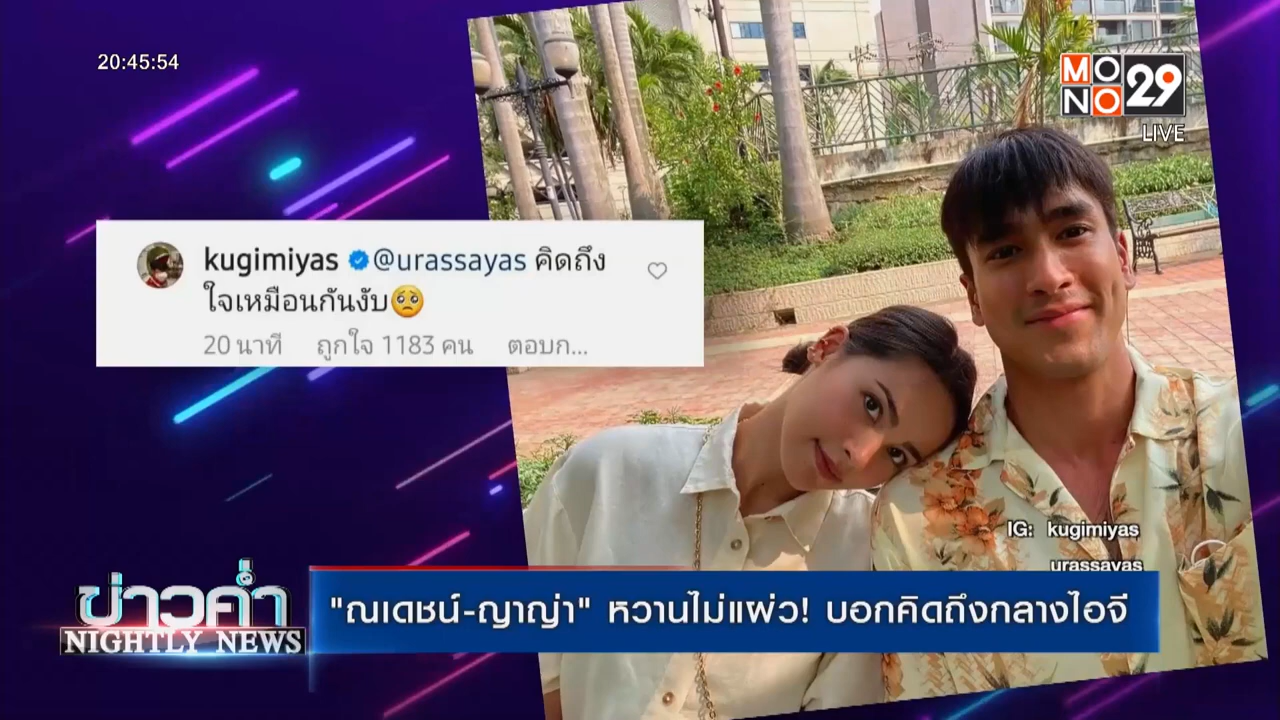 20:45:54
MONO 29
LIVE
kugimiyas @urassayas คิดถึง
ใจเหมือนกันงับ🥺
20 นาที ถูกใจ 1183 คน ตอบก...
IG: kugimiyas
urassayas
ข่าวค่ำ
NIGHTLY NEWS
"ณเดชน์-ญาญ่า" หวานไม่แผ่ว! บอกคิดถึงกลางไอจี